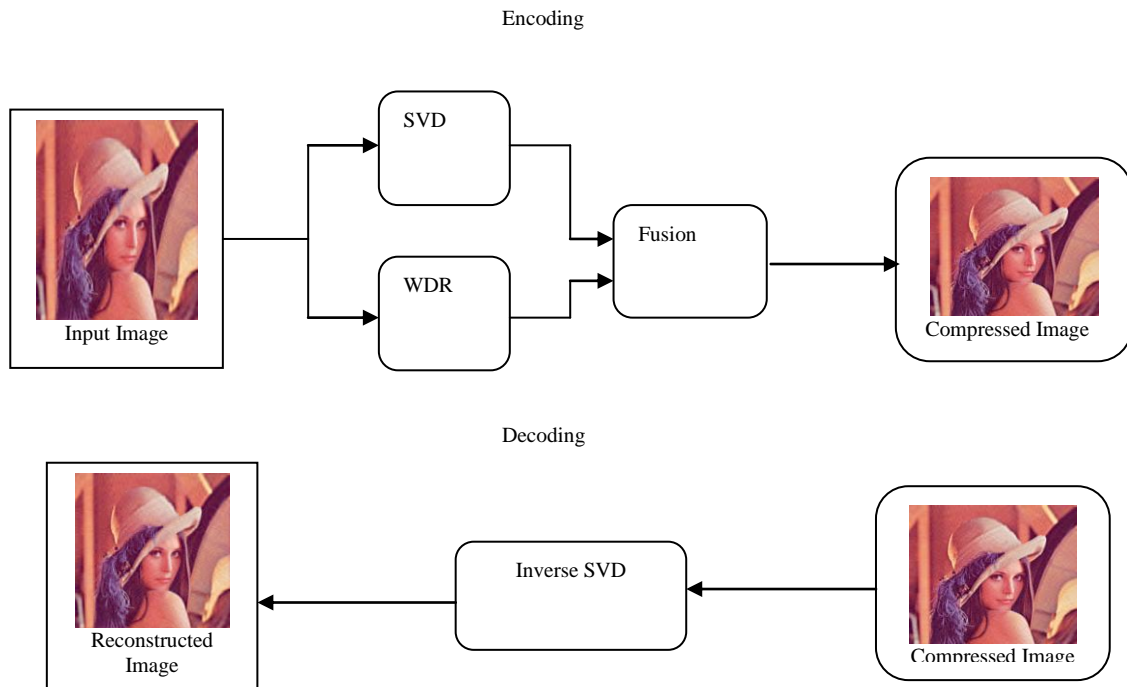 Encoding
SVD
Fusion
WDR
Input Image
Compressed Image
Decoding
Inverse SVD
Reconstructed
Image
Compressed Image